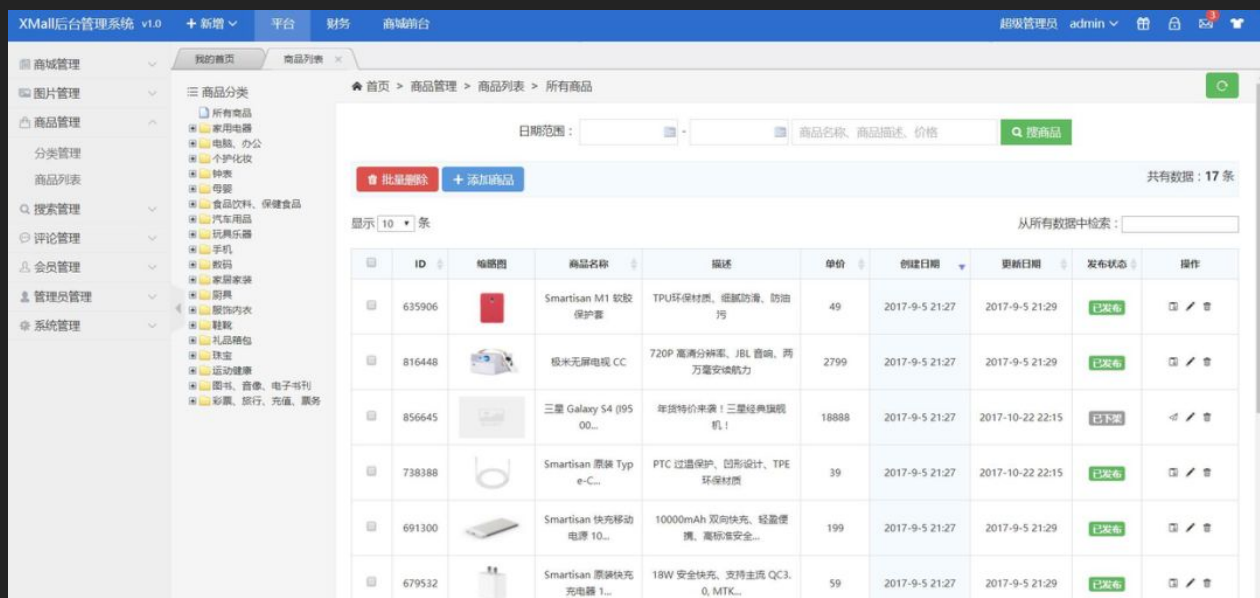 XMall后台管理系统 v1.0 新增 平台 财务 商城前台 超级管理员 admin 3
商城管理
图片管理
商品管理
分类管理
商品列表
搜索管理
评论管理
会员管理
管理员管理
系统管理
我的首页 商品列表 ×
商品分类
所有商品
家用电器
电脑、办公
个护化妆
钟表
母婴
食品饮料、保健食品
汽车用品
玩具乐器
手机
数码
家居家装
厨具
服饰内衣
鞋靴
礼品箱包
珠宝
运动健康
图书、音像、电子书刊
彩票、旅行、充值、票务
首页 > 商品管理 > 商品列表 > 所有商品
日期范围: - 商品名称、商品描述、价格 搜商品
批量删除 添加商品 共有数据:17 条
显示 10 条 从所有数据中检索:
ID 缩略图 商品名称 描述 单价 创建日期 更新日期 发布状态 操作
635906 Smartisan M1 软胶保护套 TPU环保材质、细腻防滑、防油污 49 2017-9-5 21:27 2017-9-5 21:29 已发布
816448 极米无屏电视 CC 720P 高清分辨率、JBL 音响、两万毫安续航力 2799 2017-9-5 21:27 2017-9-5 21:29 已发布
856645 三星 Galaxy S4 (I9500... 年货特价来袭!三星经典旗舰机! 18888 2017-9-5 21:27 2017-10-22 22:15 已下架
738388 Smartisan 原装 Type-C... PTC 过温保护、凹形设计、TPE环保材质 39 2017-9-5 21:27 2017-10-22 22:15 已发布
691300 Smartisan 快充移动电源 10... 10000mAh 双向快充、轻盈便携、高标准安全... 199 2017-9-5 21:27 2017-9-5 21:29 已发布
679532 Smartisan 原装快充充电器 1... 18W 安全快充、支持主流 QC3.0, MTK... 59 2017-9-5 21:27 2017-9-5 21:29 已发布